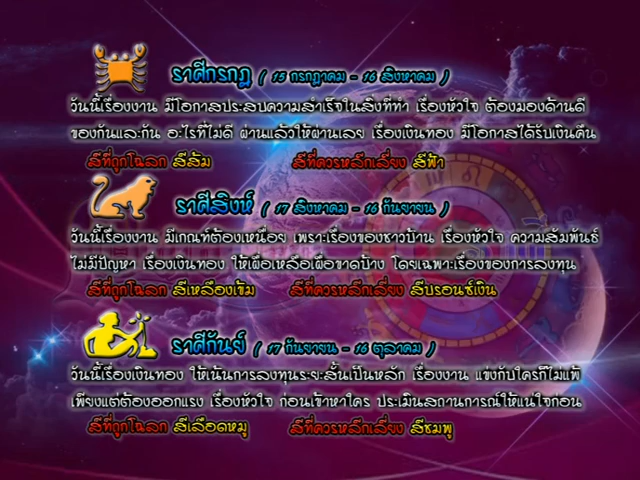 ราศีกรกฎ ( 15 กรกฎาคม - 16 สิงหาคม )
วันนี้เรื่องงาน มีโอกาสประสบความสำเร็จในสิ่งที่ทำ เรื่องหัวใจ ต้องมองด้านดี
ของกันและกัน อะไรที่ไม่ดี ผ่านแล้วให้ผ่านเลย เรื่องเงินทอง มีโอกาสได้รับเงินคืน
สีที่ถูกโฉลก สีส้ม สีที่ควรหลีกเลี่ยง สีฟ้า
ราศีสิงห์ ( 17 สิงหาคม - 16 กันยายน )
วันนี้เรื่องงาน มีเกณฑ์ต้องเหนื่อย เพราะเรื่องของชาวบ้าน เรื่องหัวใจ ความสัมพันธ์
ไม่มีปัญหา เรื่องเงินทอง ให้เผื่อเหลือเผื่อขาดบ้าง โดยเฉพาะเรื่องของการลงทุน
สีที่ถูกโฉลก สีเหลืองเข้ม สีที่ควรหลีกเลี่ยง สีบรอนซ์เงิน
ราศีกันย์ ( 17 กันยายน - 16 ตุลาคม )
วันนี้เรื่องเงินทอง ให้เน้นการลงทุนระยะสั้นเป็นหลัก เรื่องงาน แข่งกับใครก็ไม่แพ้
เพียงแต่ต้องออกแรง เรื่องหัวใจ ก่อนเข้าหาใคร ประเมินสถานการณ์ให้แน่ใจก่อน
สีที่ถูกโฉลก สีเลือดหมู สีที่ควรหลีกเลี่ยง สีชมพู